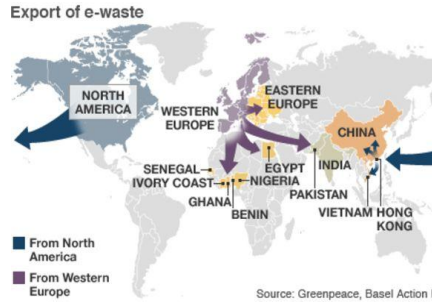 Export of e-waste
NORTH
AMERICA
WESTERN
EUROPE
EASTERN
EUROPE
CHINA
SENEGAL
IVORY COAST
GHANA
BENIN
NIGERIA
EGYPT
INDIA
PAKISTAN
VIETNAM
HONG
KONG
From North
America
From Western
Europe
Source: Greenpeace, Basel Action